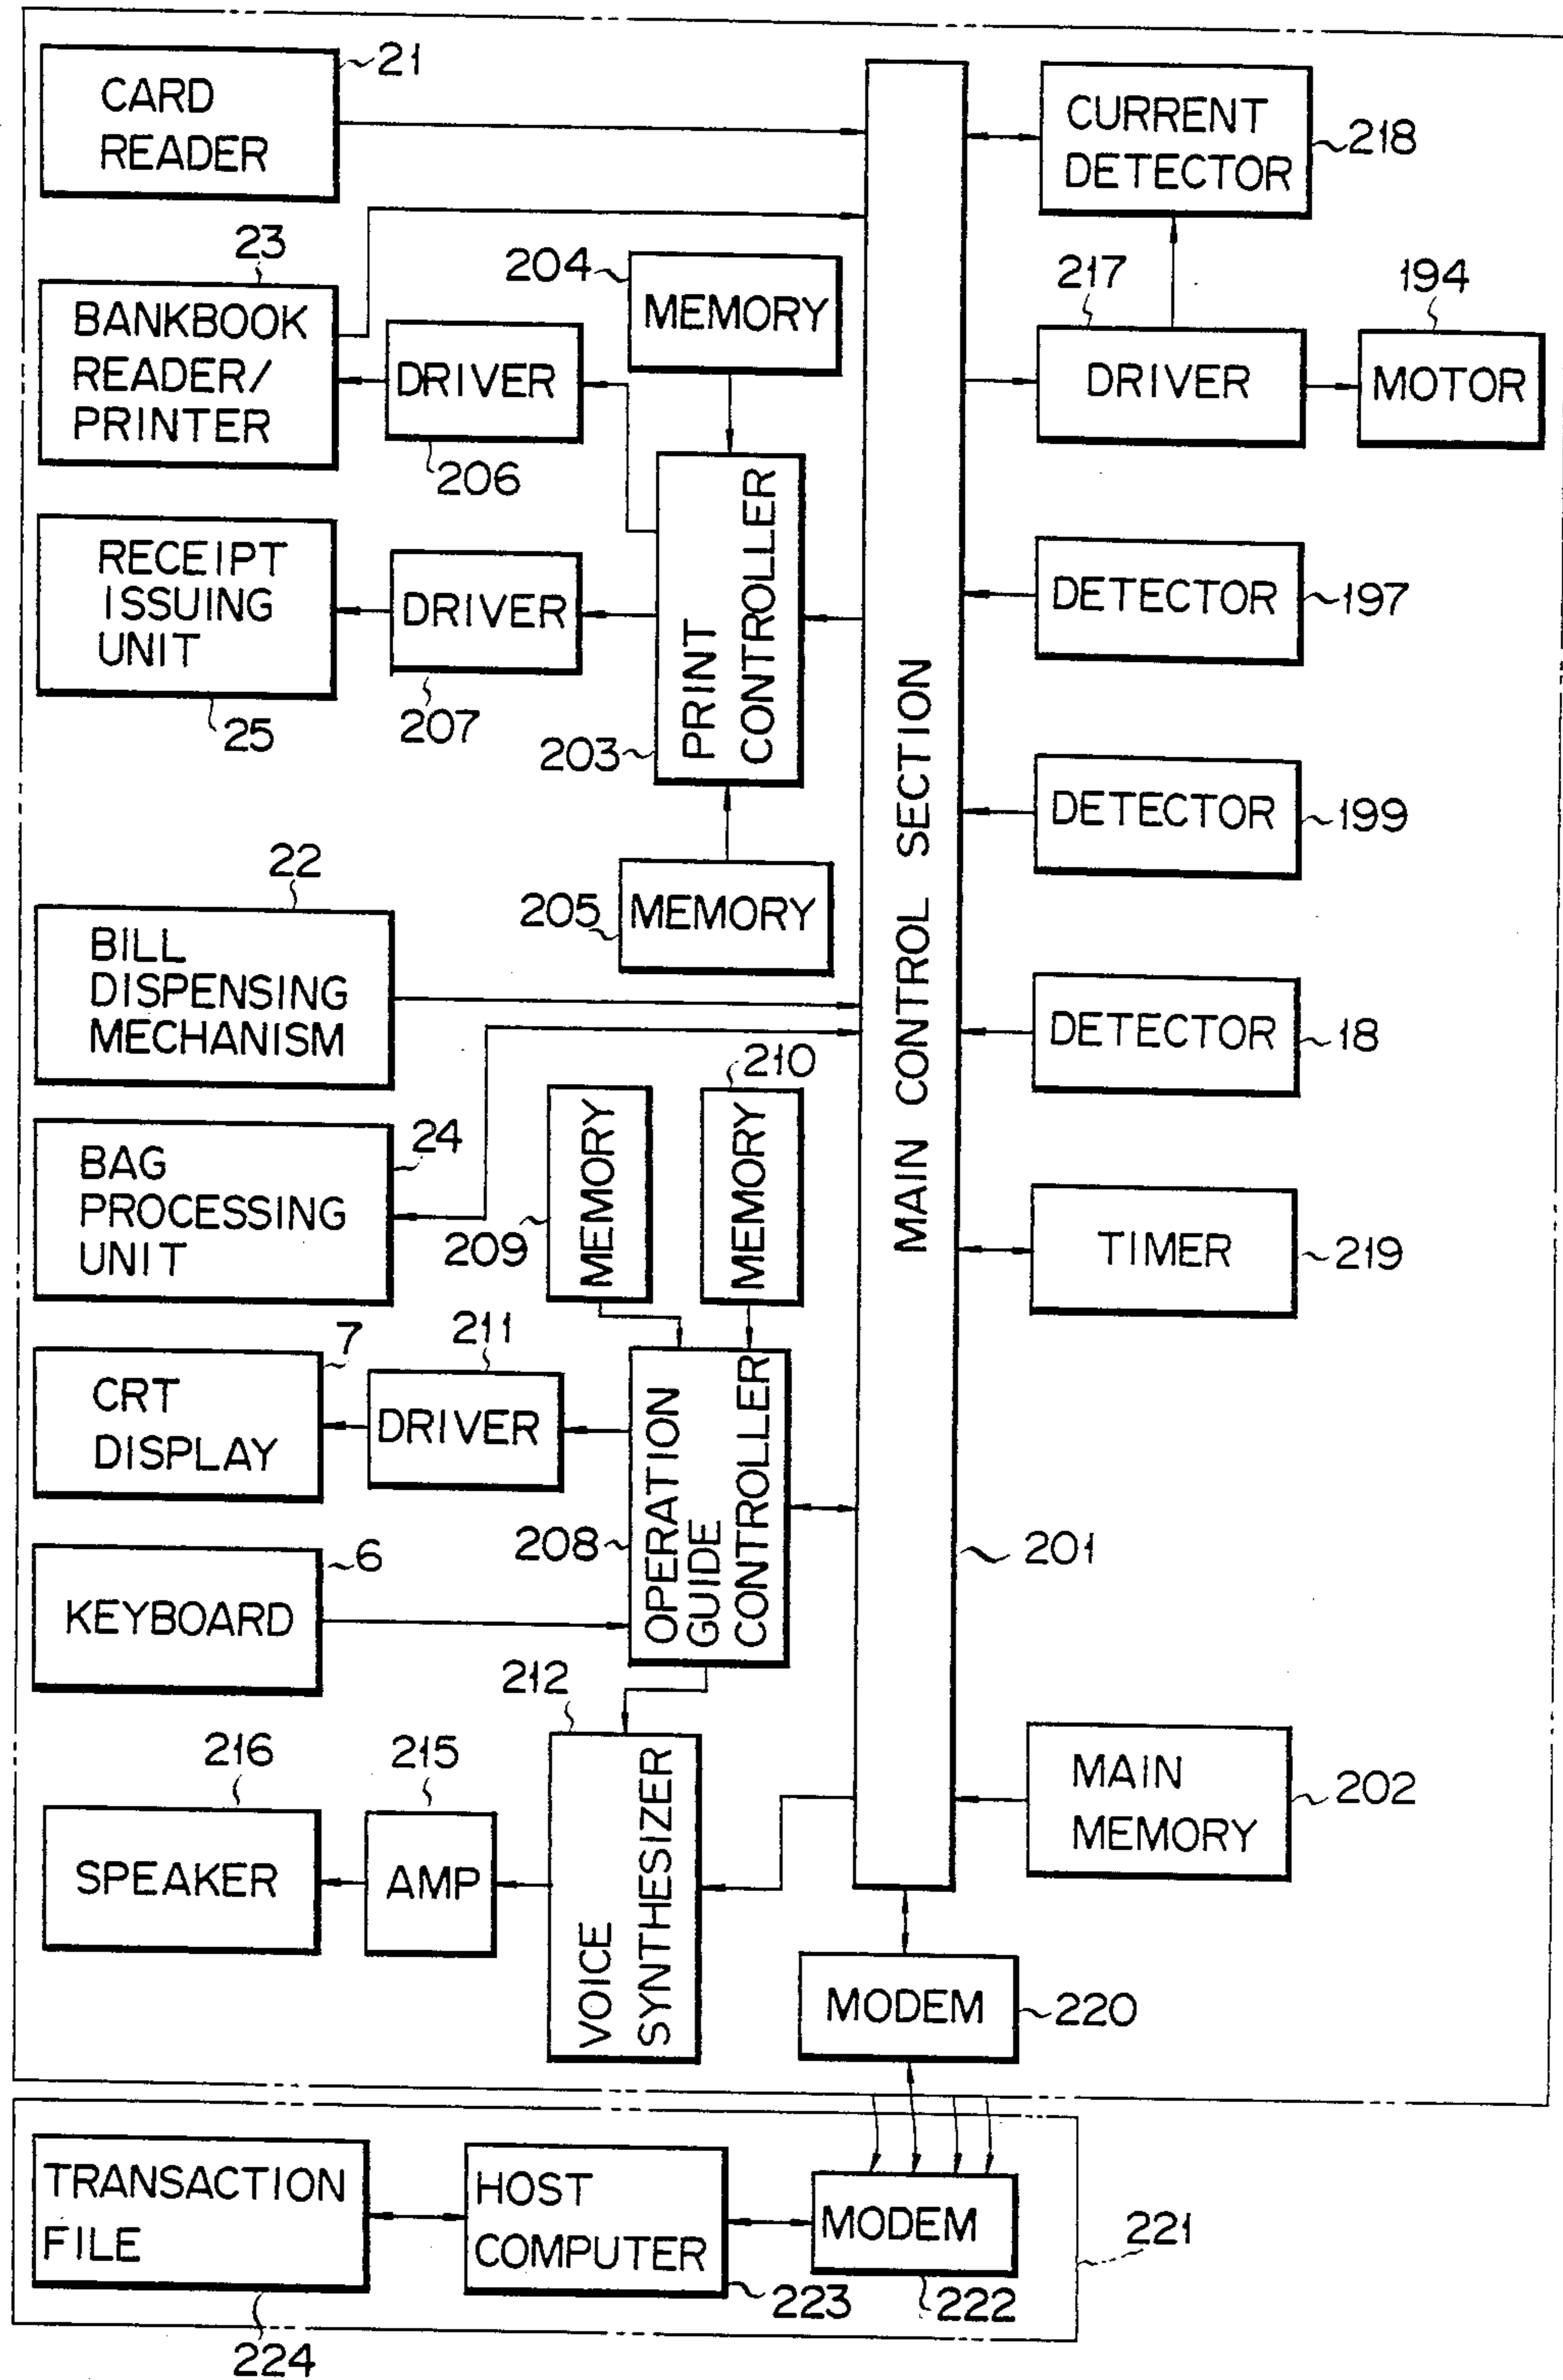 CARD
READER
21
BANKBOOK
READER/
PRINTER
23
DRIVER
206
MEMORY
204
RECEIPT
ISSUING
UNIT
25
DRIVER
207
PRINT
CONTROLLER
203
MEMORY
205
BILL
DISPENSING
MECHANISM
22
BAG
PROCESSING
UNIT
24
MEMORY
209
MEMORY
210
CRT
DISPLAY
7
DRIVER
211
OPERATION
GUIDE
CONTROLLER
208
KEYBOARD
6
SPEAKER
216
AMP
215
VOICE
SYNTHESIZER
212
MAIN CONTROL SECTION
201
CURRENT
DETECTOR
218
DRIVER
217
MOTOR
194
DETECTOR
197
DETECTOR
199
DETECTOR
18
TIMER
219
MAIN
MEMORY
202
MODEM
220
TRANSACTION
FILE
224
HOST
COMPUTER
223
MODEM
222
221